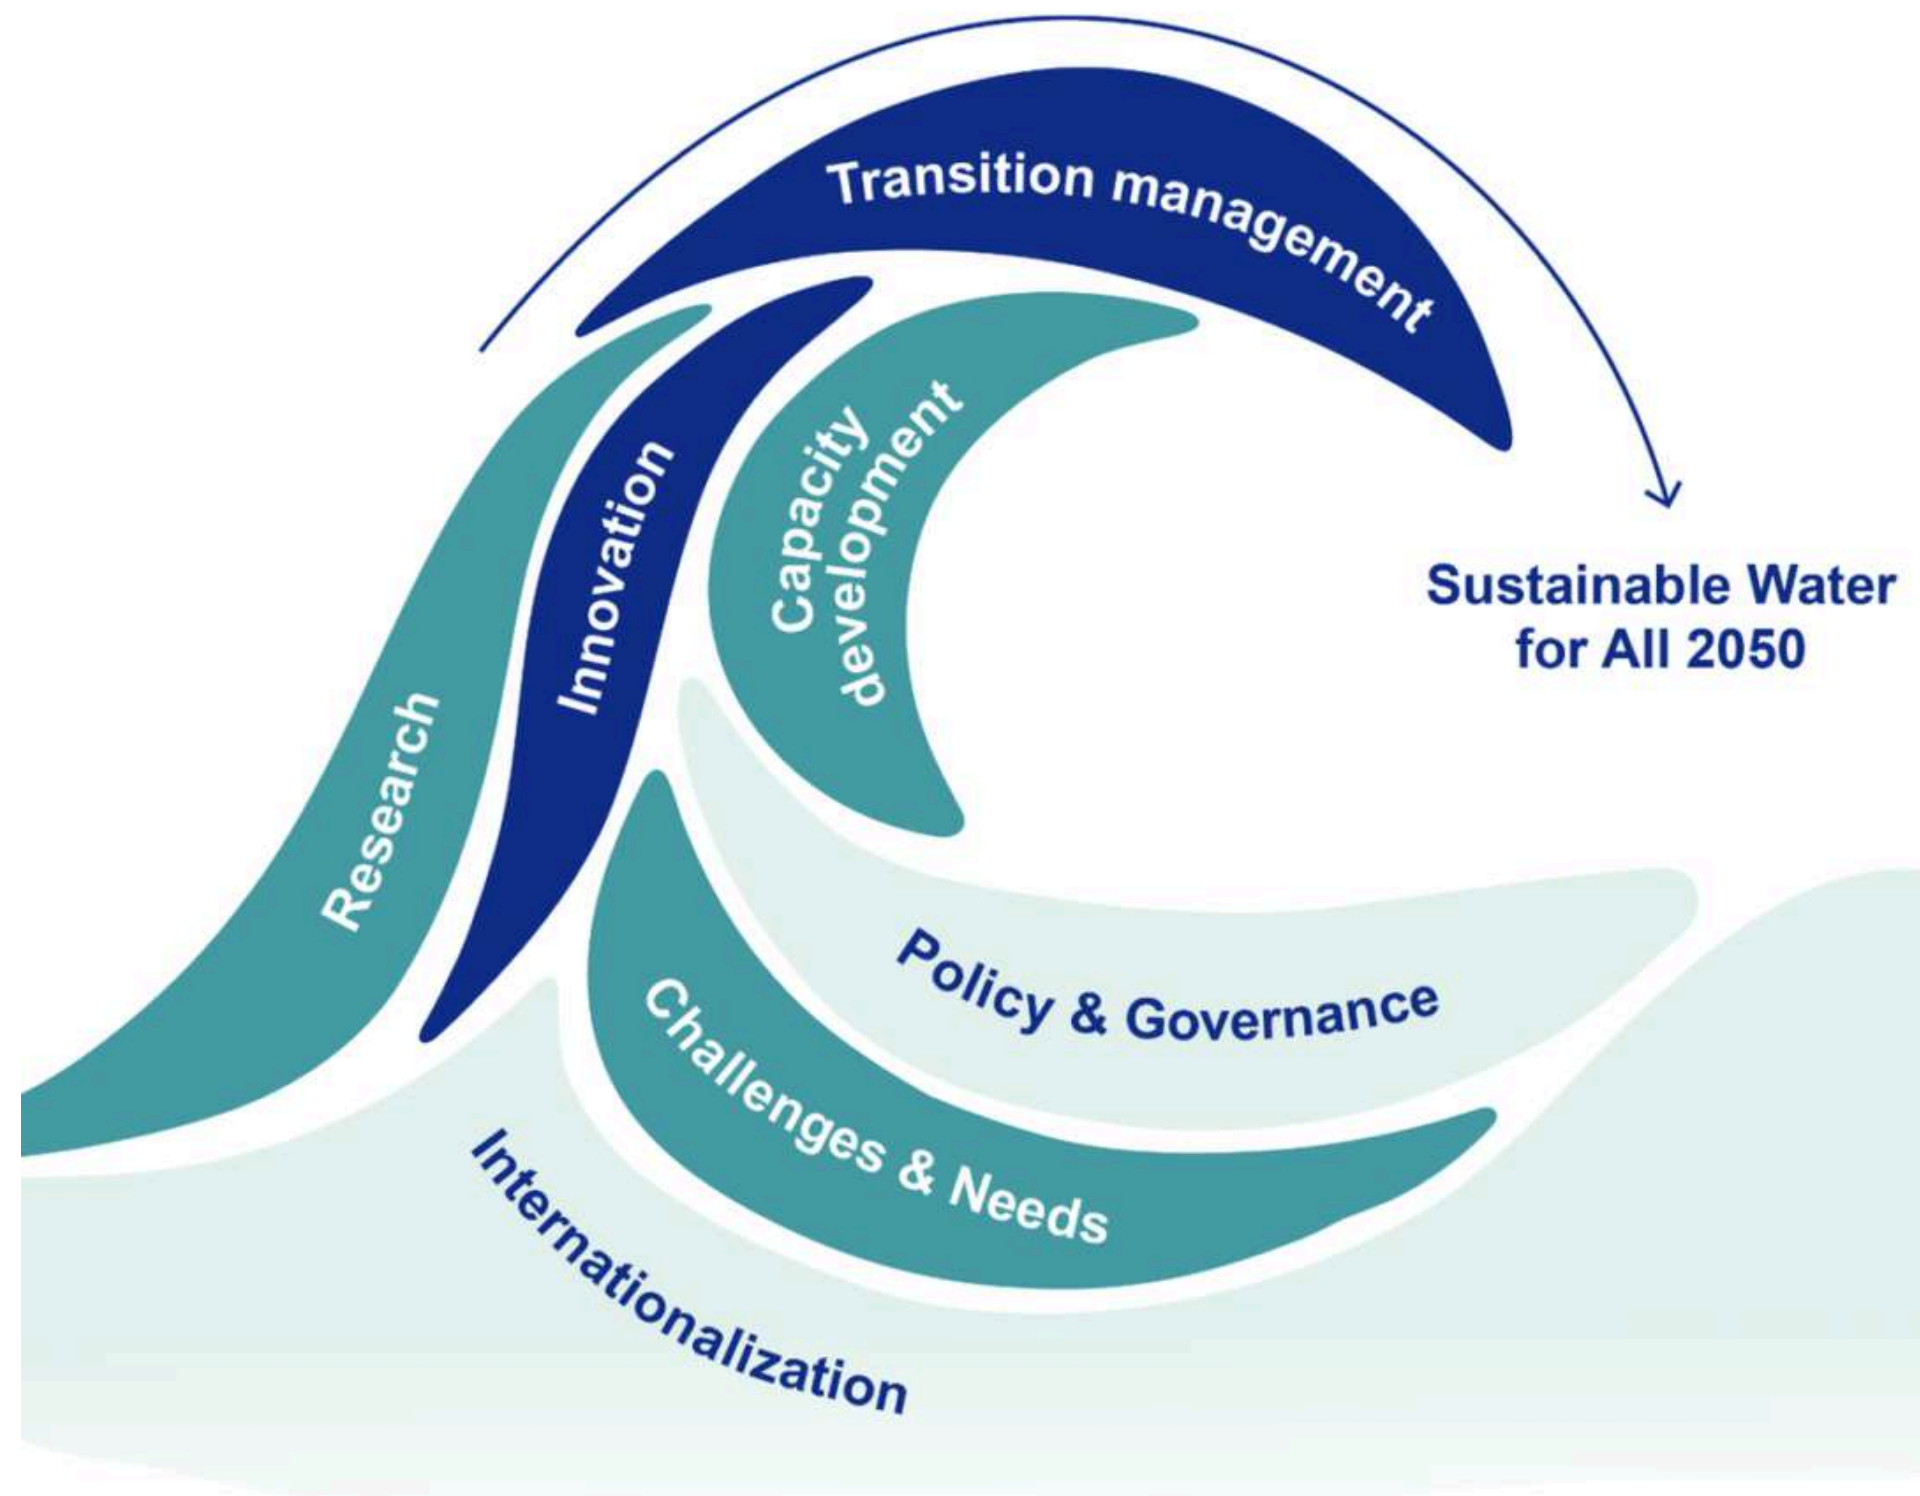 Transition management
Capacity
development
Innovation
Research
Sustainable Water
for All 2050
Policy & Governance
Challenges & Needs
Internationalization